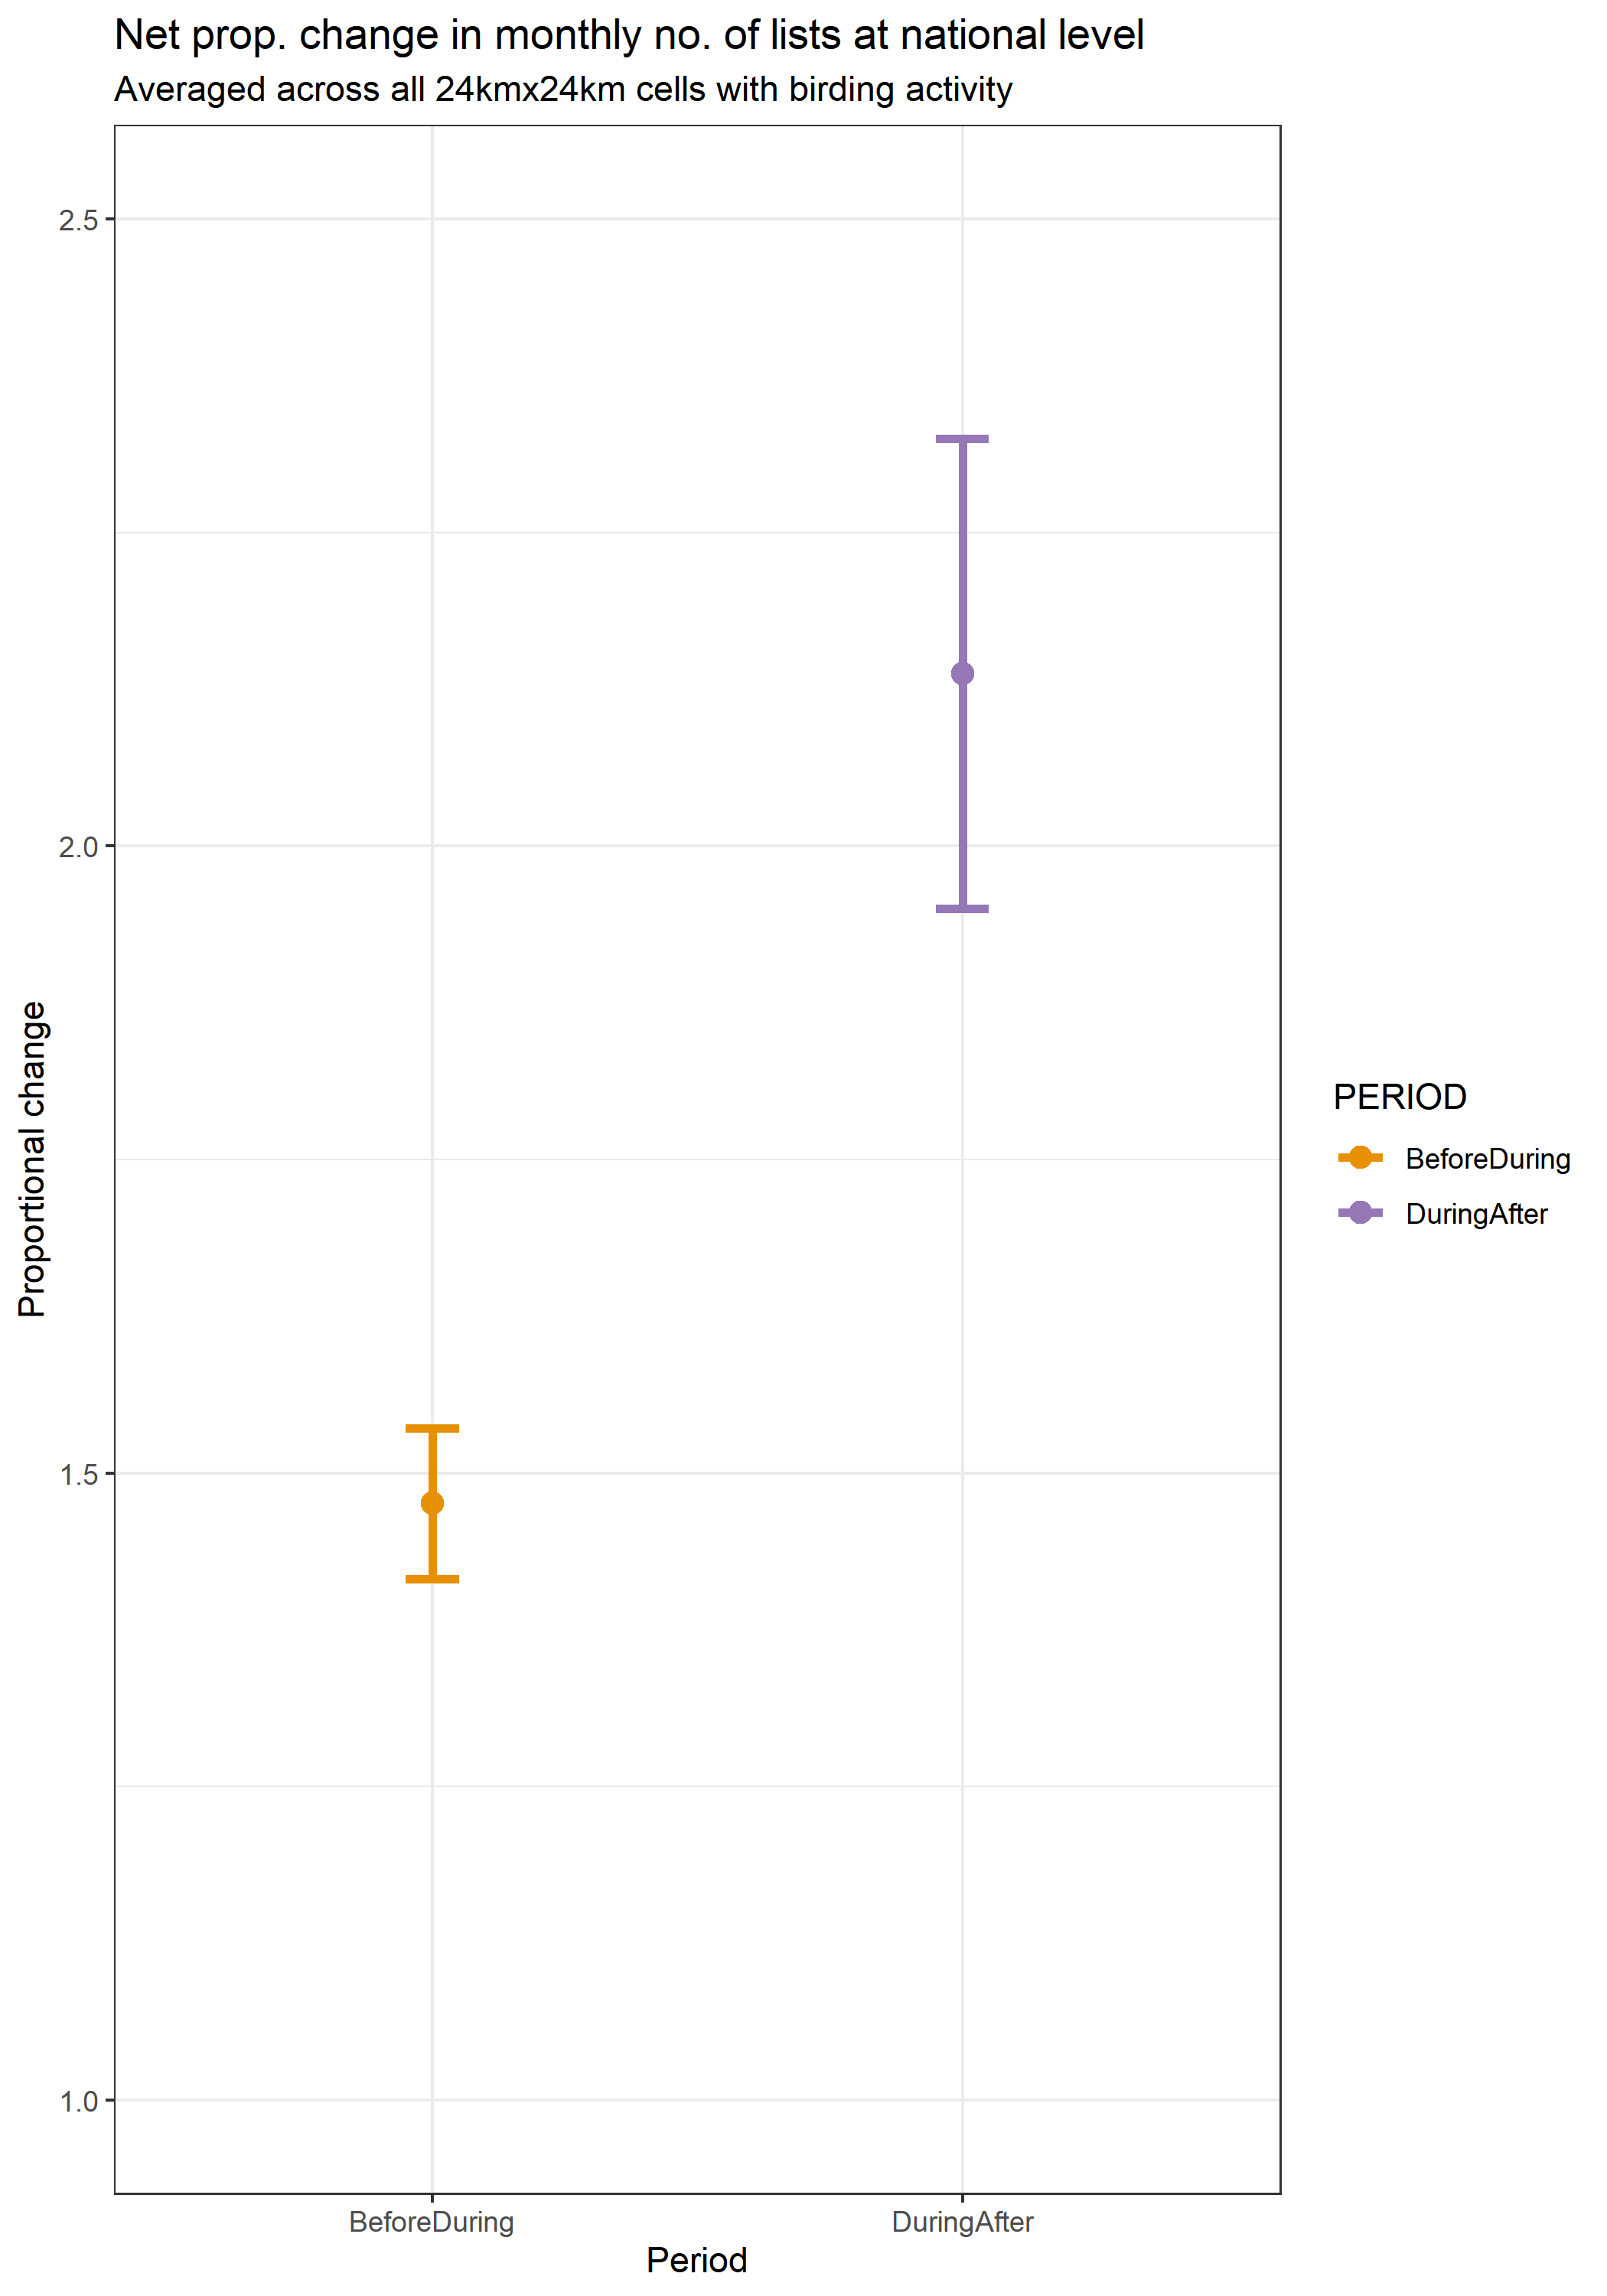 Net prop. change in monthly no. of lists at national level
Averaged across all 24kmx24km cells with birding activity
2.5
2.0
1.5
1.0
Proportional change
BeforeDuring
DuringAfter
Period
PERIOD
BeforeDuring
DuringAfter